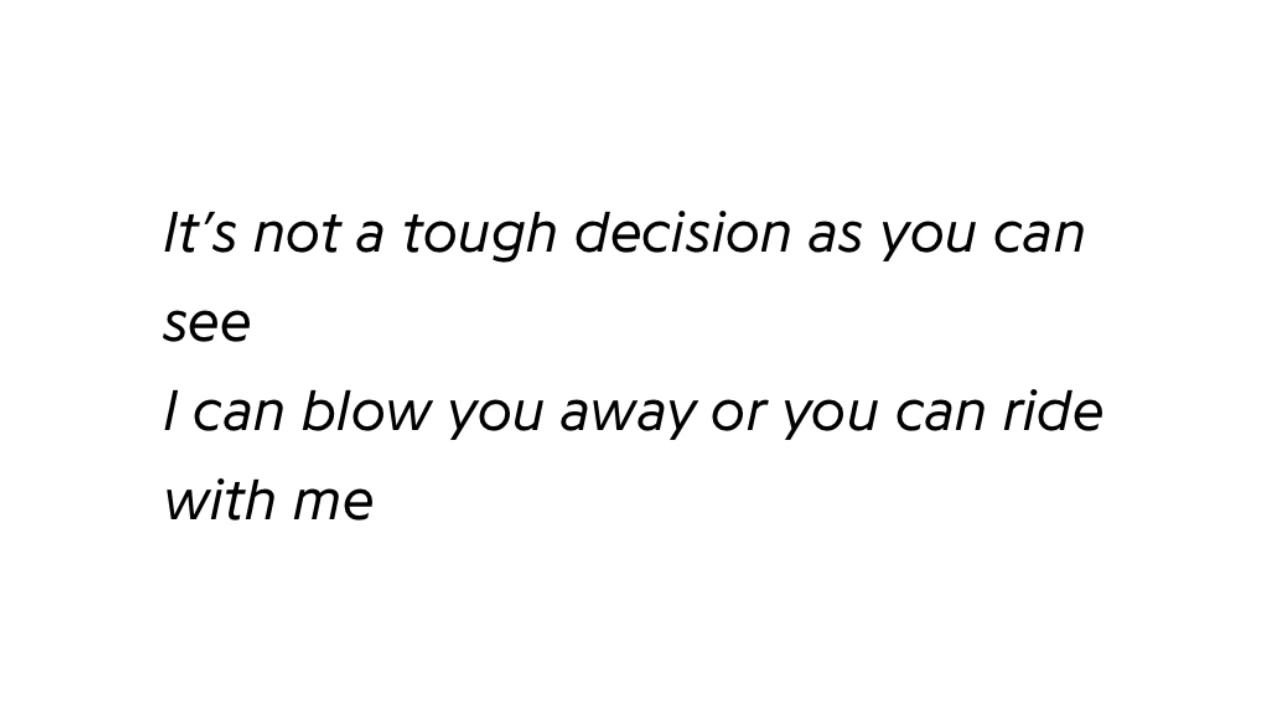 It’s not a tough decision as you can
see
I can blow you away or you can ride
with me